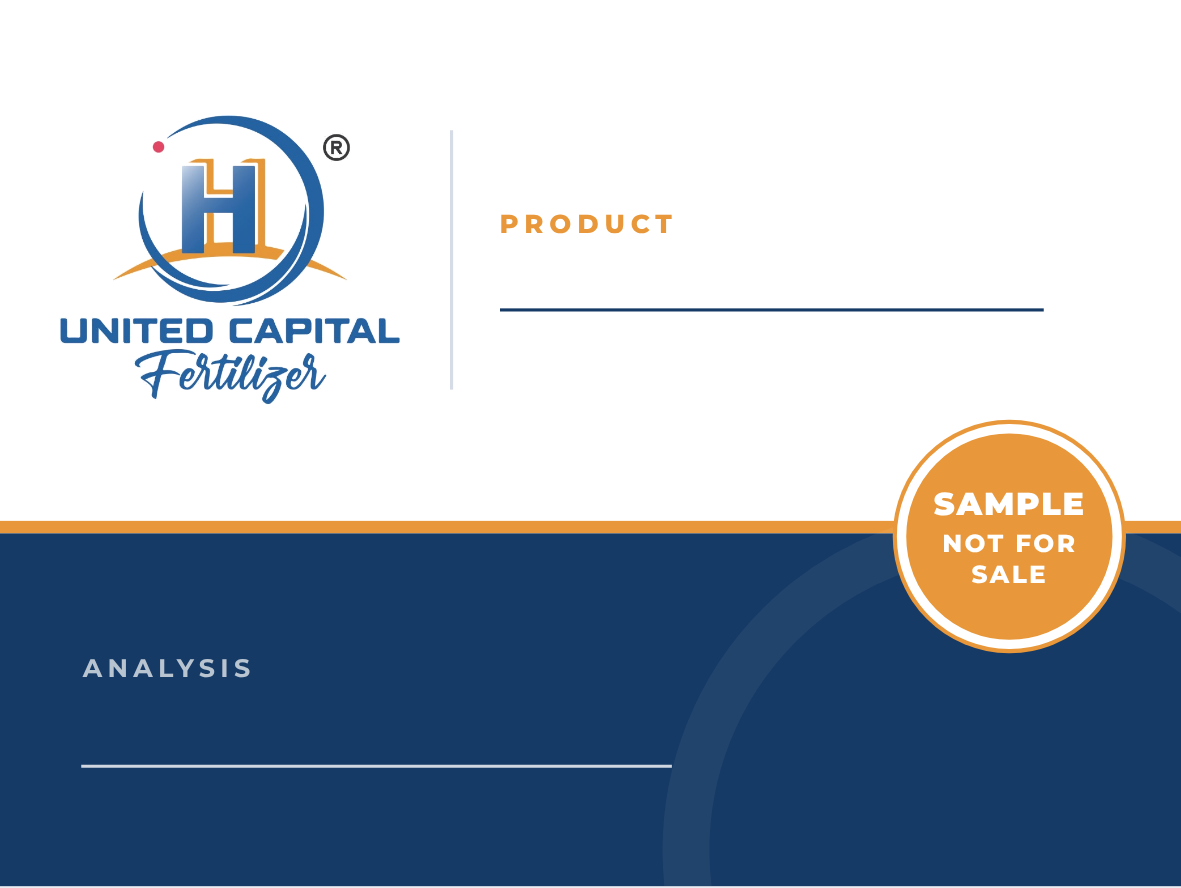 H
®
UNITED CAPITAL
Fertilizer
PRODUCT
SAMPLE
NOT FOR
SALE
ANALYSIS